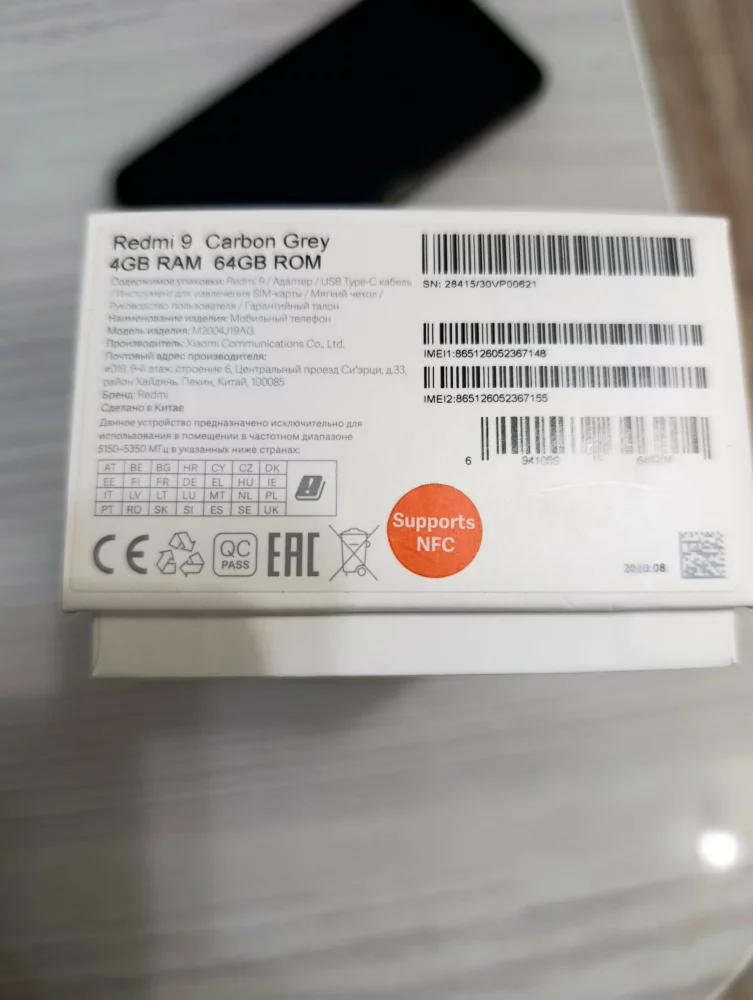 Redmi 9 Carbon Grey
4GB RAM 64GB ROM
Содержимое упаковки: Redmi 9 / Адаптер / USB Type-C кабель
/ Инструмент для извлечения SIM-карты / Мягкий чехол /
Руководство пользователя / Гарантийный талон
Наименование изделия: Мобильный телефон
Модель изделия: M2004J19AG
Производитель: Xiaomi Communications Co., Ltd.
Почтовый адрес производителя:
#019, 9-й этаж, строение 6, Центральный проезд Си'эрци, д.33,
район Хайдянь, Пекин, Китай, 100085
Бренд: Redmi
Сделано в Китае
Данное устройство предназначено исключительно для
использования в помещении в частотном диапазоне
5150–5350 МГц в указанных ниже странах:
AT BE BG HR CY CZ DK
EE FI FR DE EL HU IE
IT LV LT LU MT NL PL
PT RO SK SI ES SE UK
CE
QC
PASS
EAC
SN: 28415/30VP00621
IMEI1:865126052367148
IMEI2:865126052367155
6 941059
Supports
NFC
2020.08